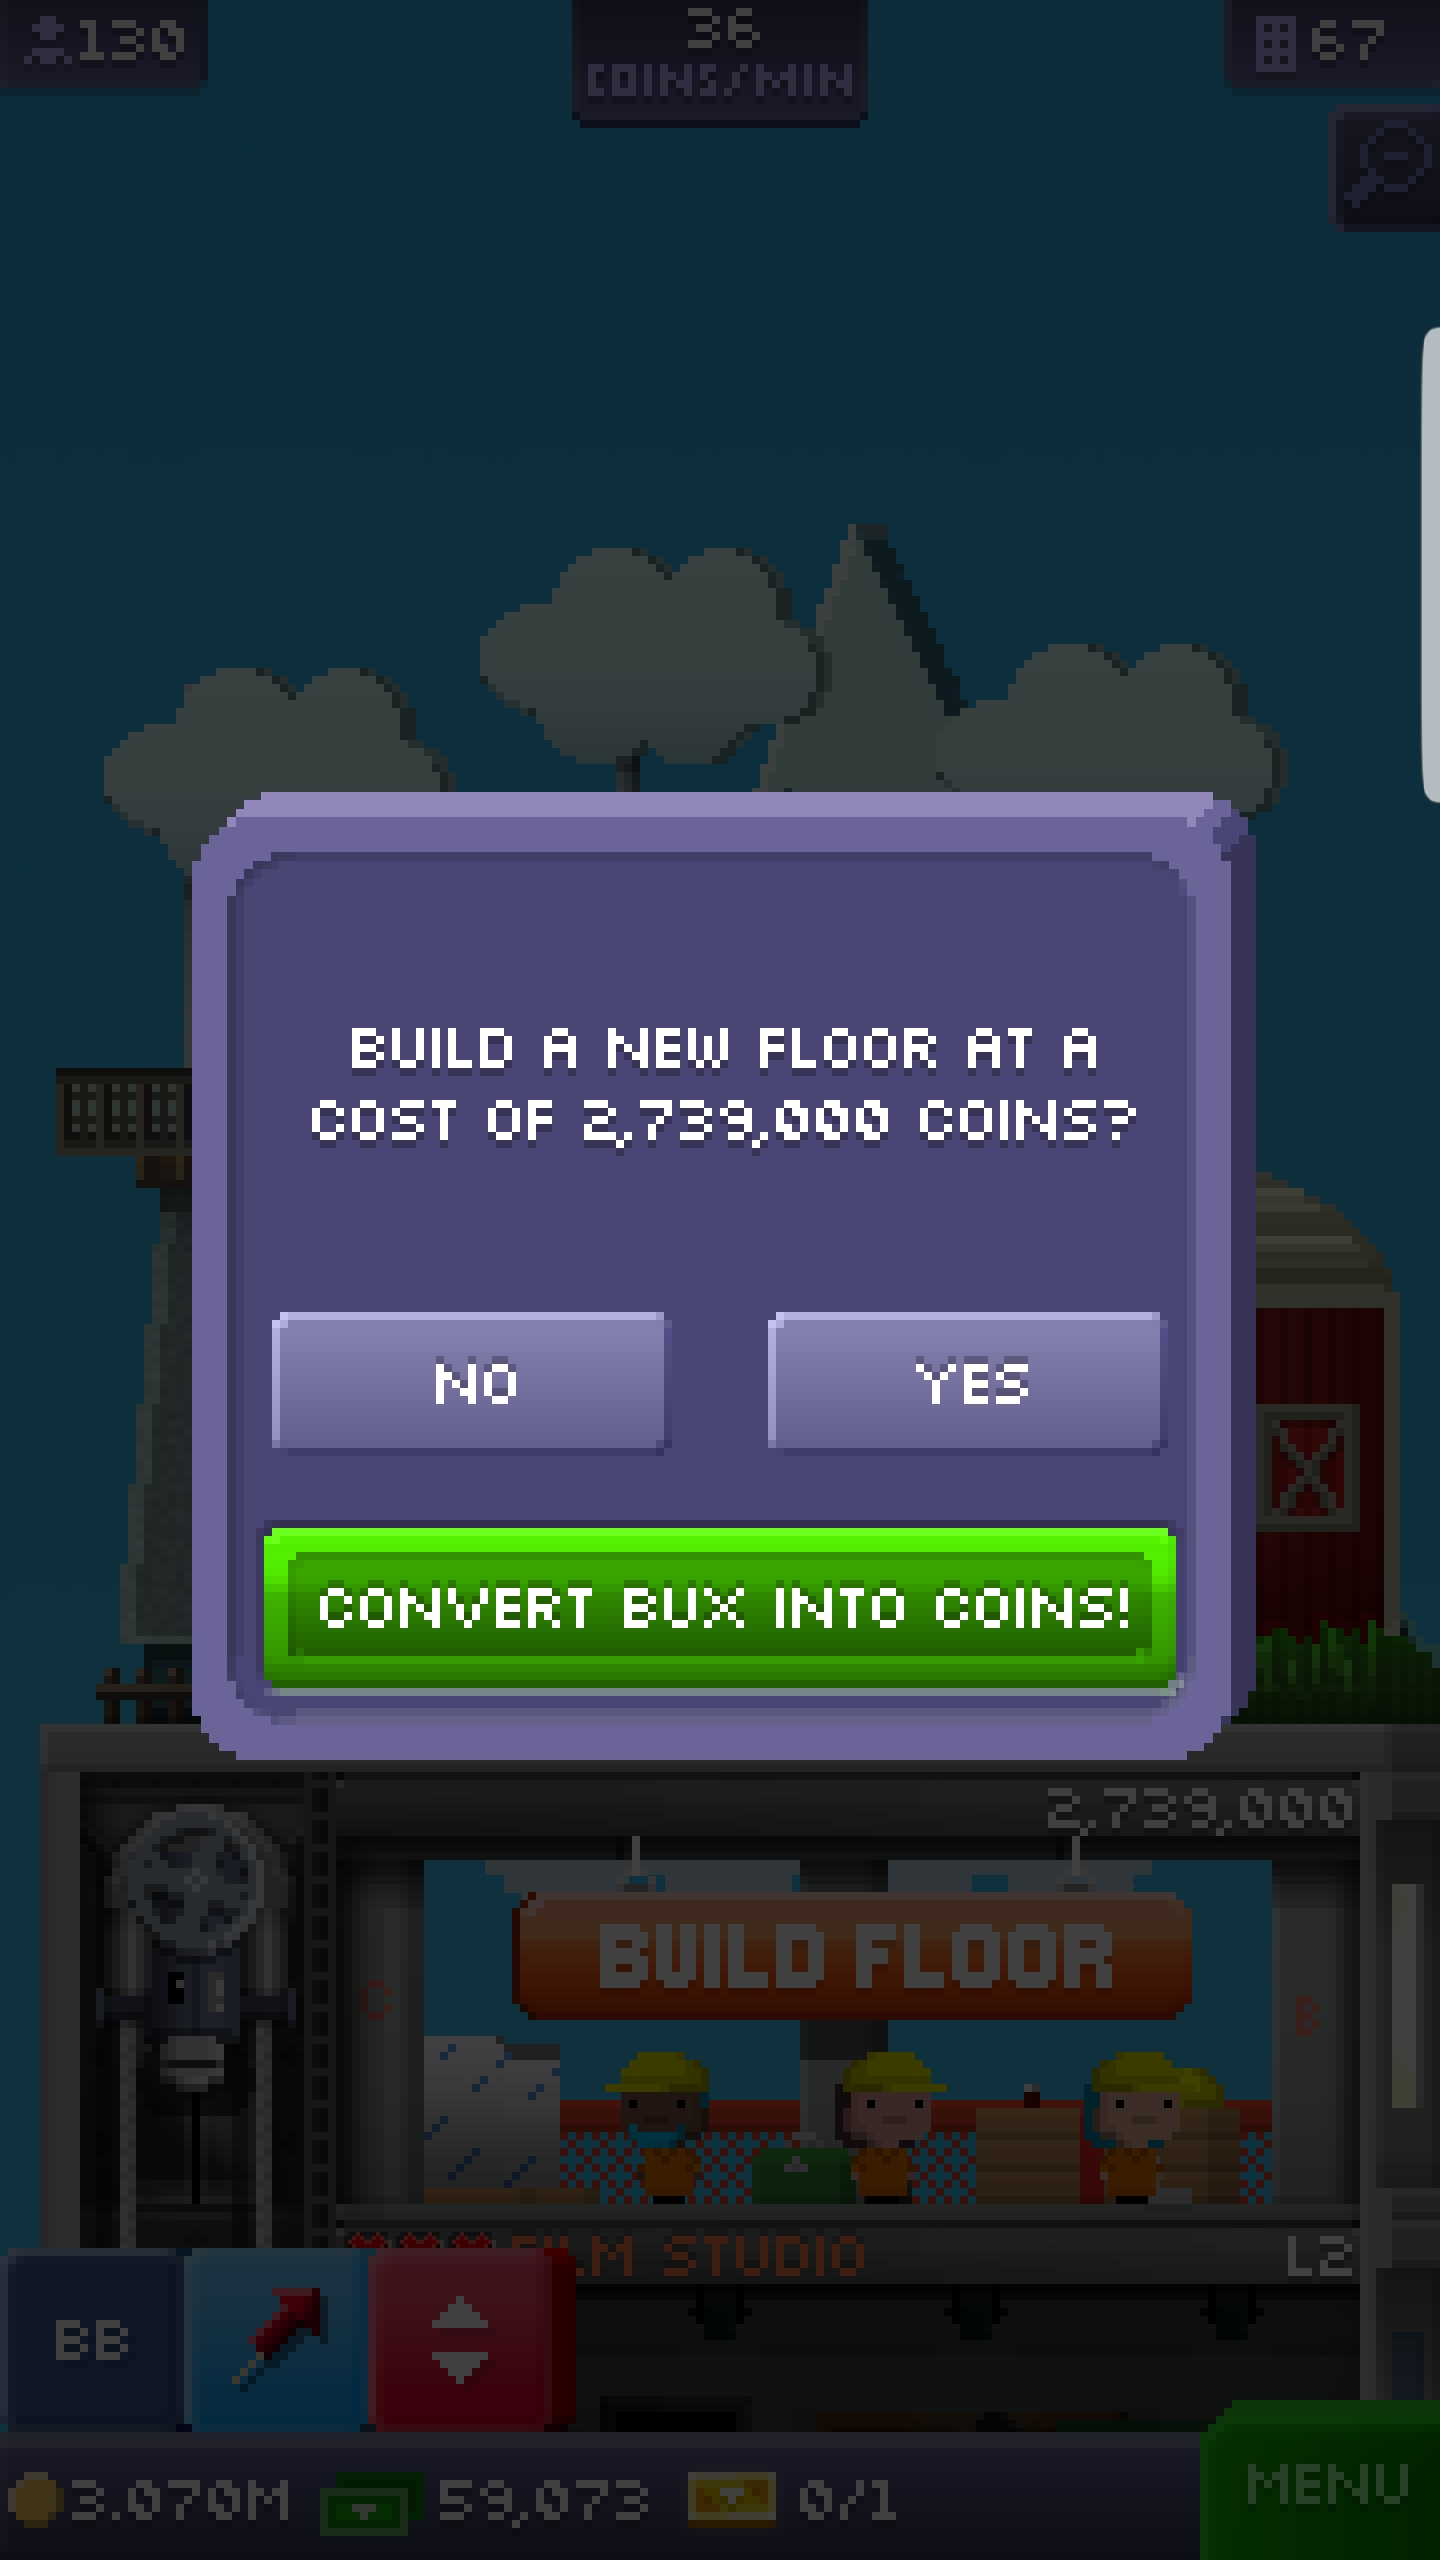 130
36
COINS/MIN
67
BUILD A NEW FLOOR AT A
COST OF 2,739,000 COINS?
NO
YES
CONVERT BUX INTO COINS!
2,739,000
BUILD FLOOR
C
B
FILM STUDIO
L2
BB
3.070M
59,073
0/1
MENU